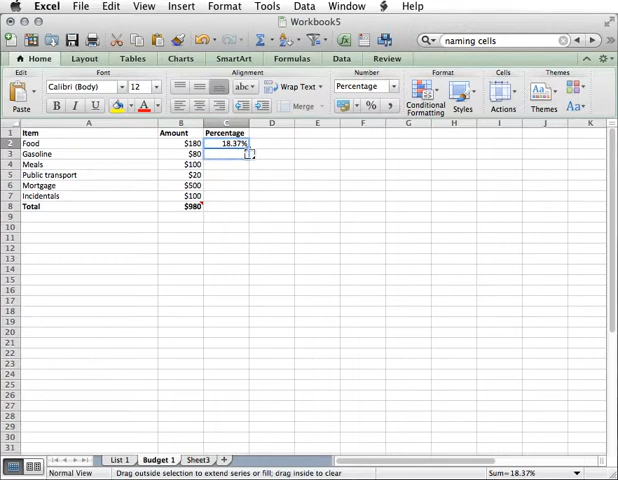 Excel File Edit View Insert Format Tools Data Window Help
Workbook5
naming cells
Home Layout Tables Charts SmartArt Formulas Data Review
Edit Font Alignment Number Format Cells Themes
Calibri (Body) 12 abc Wrap Text Percentage
Paste B I U A Merge % Conditional Formatting Styles Actions Themes Aa
A B C D E F G H I J K
1 Item Amount Percentage
2 Food $180 18.37%
3 Gasoline $80
4 Meals $100
5 Public transport $20
6 Mortgage $500
7 Incidentals $100
8 Total $980
9
10
11
12
13
14
15
16
17
18
19
20
21
22
23
24
25
26
27
28
29
30
31
List 1 Budget 1 Sheet3
Normal View Drag outside selection to extend series or fill; drag inside to clear Sum=18.37%